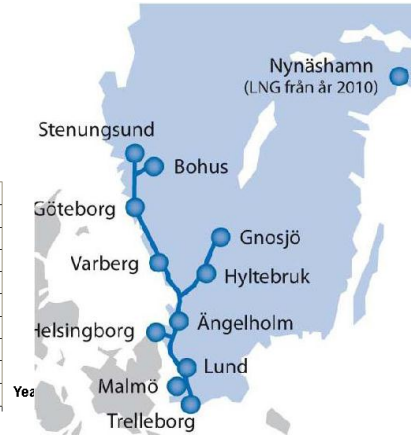 Nynäshamn
(LNG från år 2010)
Stenungsund
Bohus
Göteborg
Gnosjö
Varberg
Hyltebruk
Helsingborg
Ängelholm
Lund
Malmö
Trelleborg